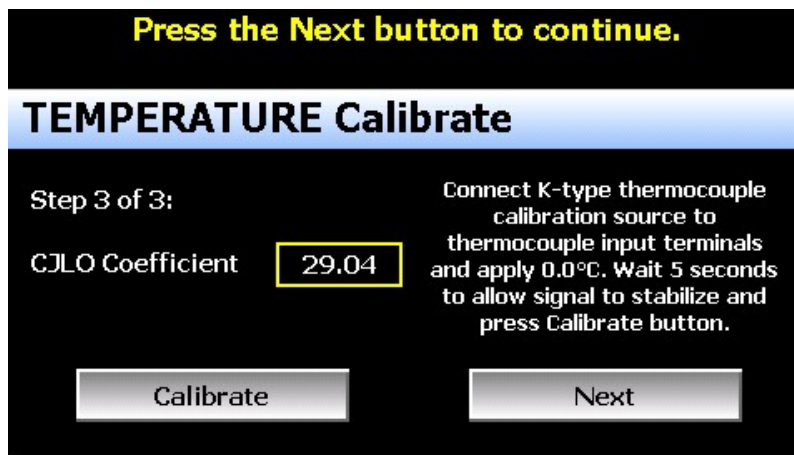 Press the Next button to continue.
TEMPERATURE Calibrate
Step 3 of 3:
CJLO Coefficient 29.04
Connect K-type thermocouple
calibration source to
thermocouple input terminals
and apply 0.0°C. Wait 5 seconds
to allow signal to stabilize and
press Calibrate button.
Calibrate
Next